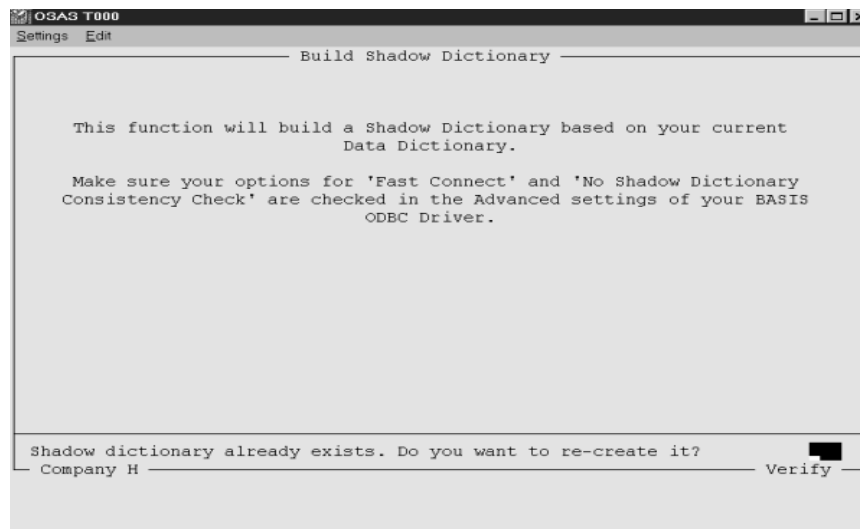 OSAS T000
Settings Edit
Build Shadow Dictionary
This function will build a Shadow Dictionary based on your current
Data Dictionary.
Make sure your options for 'Fast Connect' and 'No Shadow Dictionary
Consistency Check' are checked in the Advanced settings of your BASIS
ODBC Driver.
Shadow dictionary already exists. Do you want to re-create it?
Company H Verify